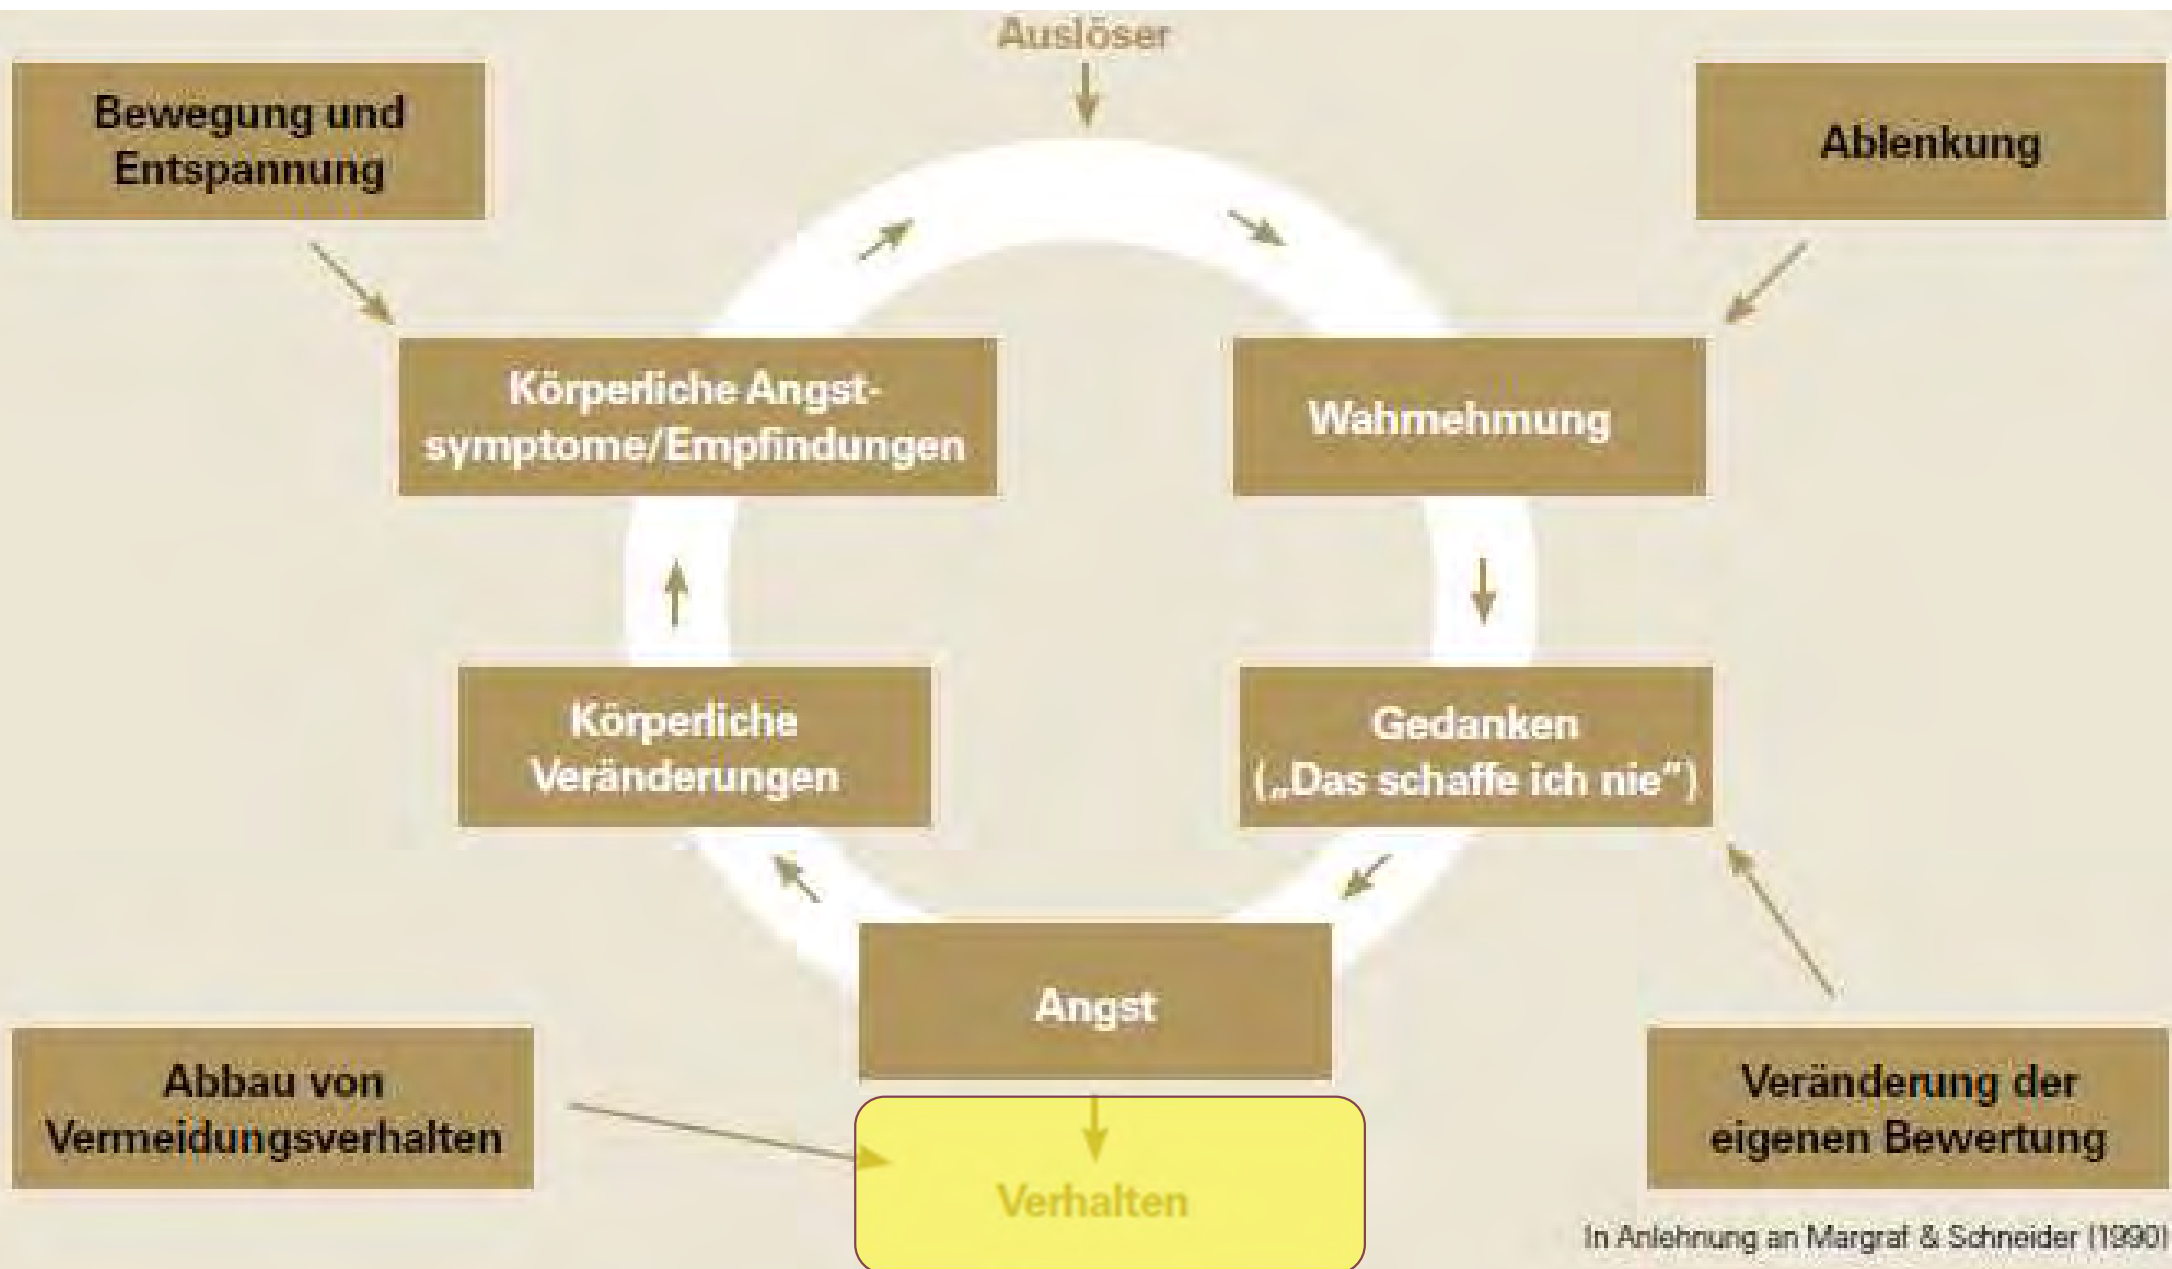 Auslöser
Bewegung und
Entspannung
Ablenkung
Körperliche Angst-
symptome/Empfindungen
Wahrnehmung
Körperliche
Veränderungen
Gedanken
(„Das schaffe ich nie“)
Angst
Abbau von
Vermeidungsverhalten
Veränderung der
eigenen Bewertung
Verhalten
In Anlehnung an Margraf & Schneider (1990)